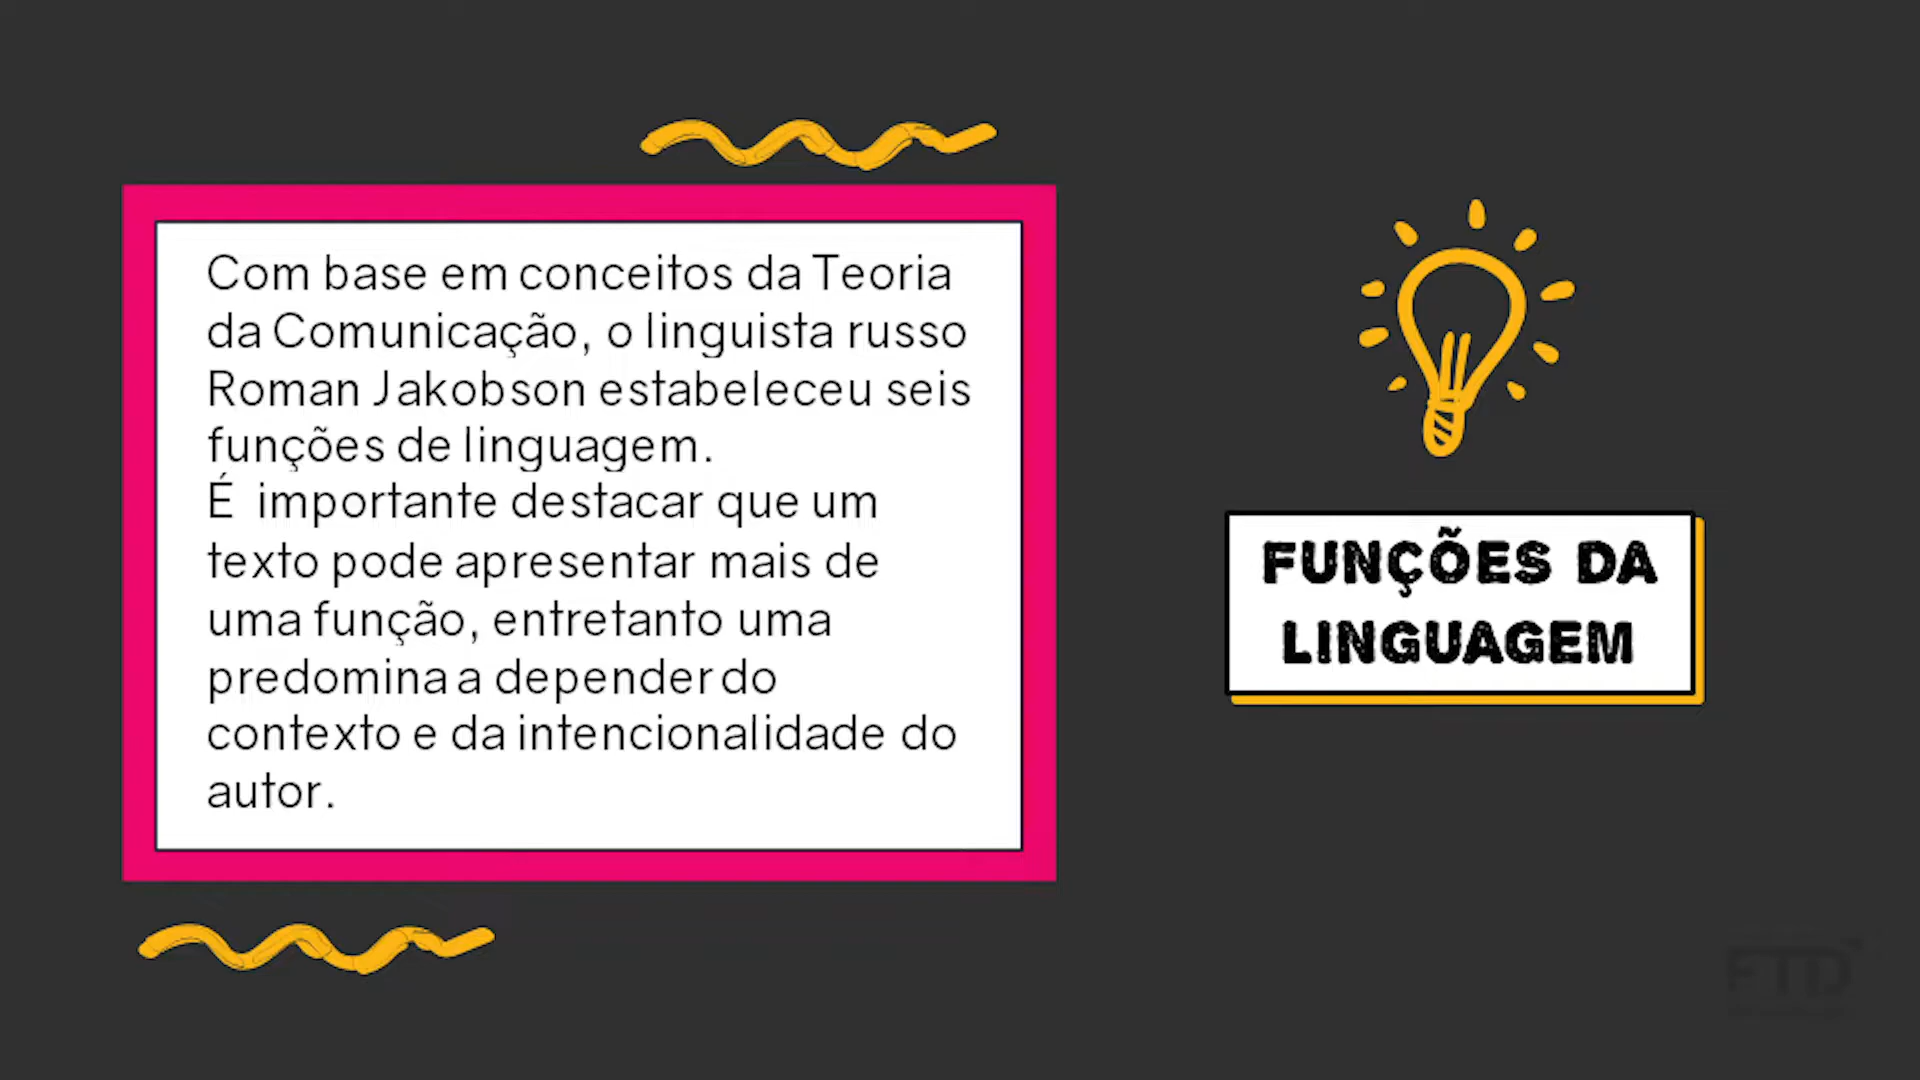 Com base em conceitos da Teoria
da Comunicação, o linguista russo
Roman Jakobson estabeleceu seis
funções de linguagem.
É importante destacar que um
texto pode apresentar mais de
uma função, entretanto uma
predomina a depender do
contexto e da intencionalidade do
autor.
FUNÇÕES DA
LINGUAGEM
FTD